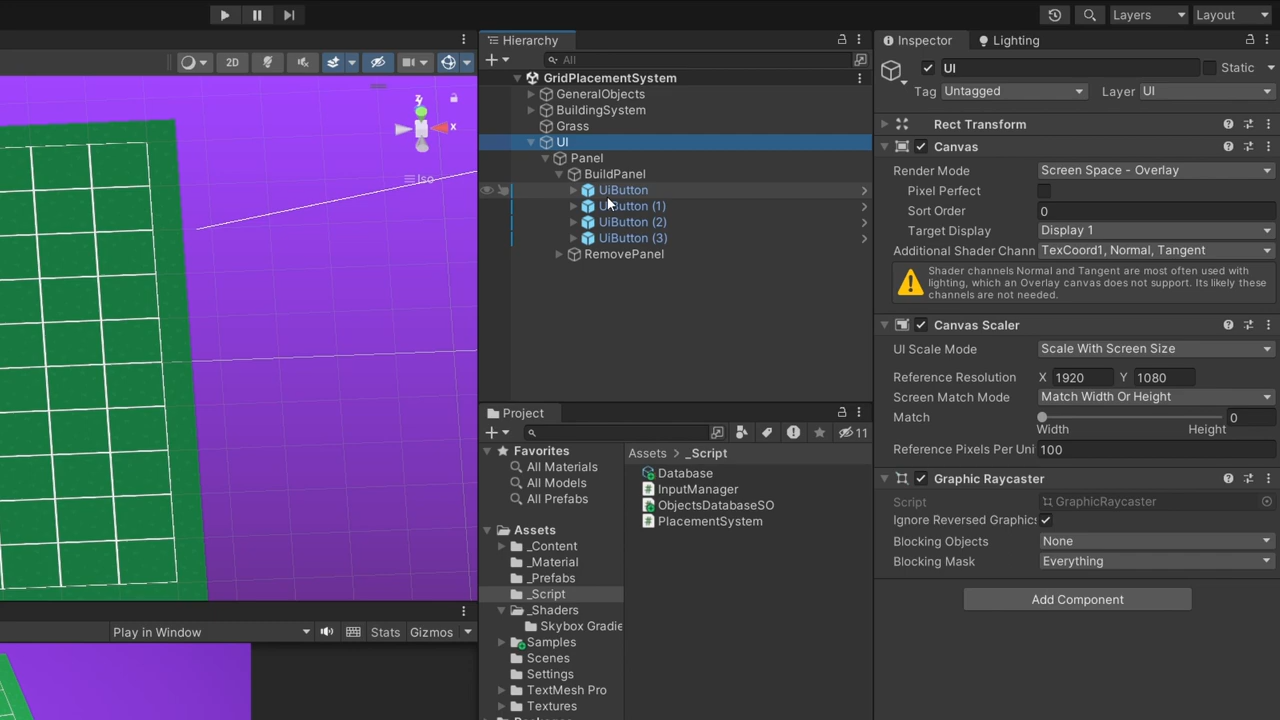 Layers
Layout
2D
Z
x
Iso
Play in Window
Stats
Gizmos
Hierarchy
All
GridPlacementSystem
GeneralObjects
BuildingSystem
Grass
UI
Panel
BuildPanel
UiButton
UiButton (1)
UiButton (2)
UiButton (3)
RemovePanel
Project
11
Favorites
All Materials
All Models
All Prefabs
Assets
_Content
_Material
_Prefabs
_Script
_Shaders
Skybox Gradie
Samples
Scenes
Settings
TextMesh Pro
Textures
Assets > _Script
Database
InputManager
ObjectsDatabaseSO
PlacementSystem
Inspector
Lighting
UI
Static
Tag Untagged
Layer UI
Rect Transform
Canvas
Render Mode Screen Space - Overlay
Pixel Perfect
Sort Order 0
Target Display Display 1
Additional Shader Chann TexCoord1, Normal, Tangent
Shader channels Normal and Tangent are most often used with
lighting, which an Overlay canvas does not support. Its likely these
channels are not needed.
Canvas Scaler
UI Scale Mode Scale With Screen Size
Reference Resolution X 1920 Y 1080
Screen Match Mode Match Width Or Height
Match 0
Width Height
Reference Pixels Per Uni 100
Graphic Raycaster
Script GraphicRaycaster
Ignore Reversed Graphics
Blocking Objects None
Blocking Mask Everything
Add Component